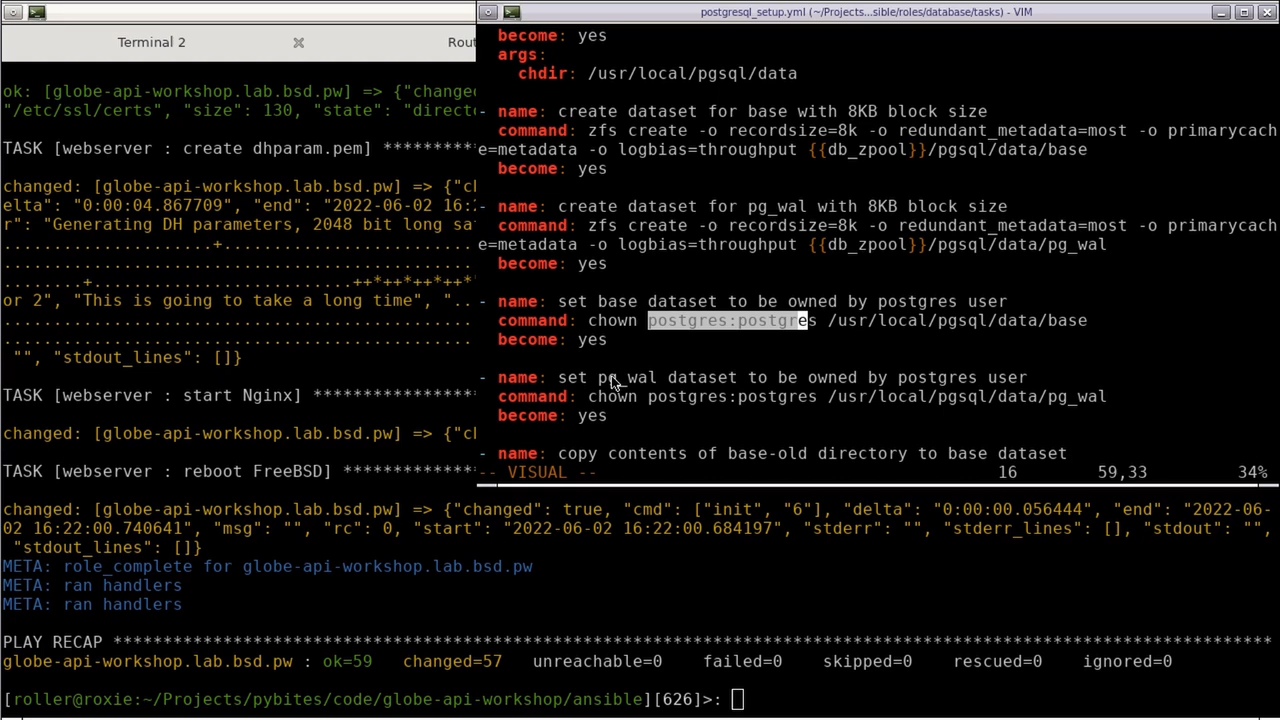 postgresql_setup.yml (~/Projects...sible/roles/database/tasks) - VIM
Terminal 2
Rou
ok: [globe-api-workshop.lab.bsd.pw] => {"change
"/etc/ssl/certs", "size": 130, "state": "direct
TASK [webserver : create dhparam.pem] *********
changed: [globe-api-workshop.lab.bsd.pw] => {"c
elta": "0:00:04.867709", "end": "2022-06-02 16:
r": "Generating DH parameters, 2048 bit long sa
.....................+.........................
...............................................
........+..........................++*++*++*++*
or 2", "This is going to take a long time", "..
...............................................
...............................................
"", "stdout_lines": []}
TASK [webserver : start Nginx] ****************
changed: [globe-api-workshop.lab.bsd.pw] => {"c
TASK [webserver : reboot FreeBSD] *************
become: yes
args:
chdir: /usr/local/pgsql/data
- name: create dataset for base with 8KB block size
command: zfs create -o recordsize=8k -o redundant_metadata=most -o primarycach
e=metadata -o logbias=throughput {{db_zpool}}/pgsql/data/base
become: yes
- name: create dataset for pg_wal with 8KB block size
command: zfs create -o recordsize=8k -o redundant_metadata=most -o primarycach
e=metadata -o logbias=throughput {{db_zpool}}/pgsql/data/pg_wal
become: yes
- name: set base dataset to be owned by postgres user
command: chown postgres:postgres /usr/local/pgsql/data/base
become: yes
- name: set pg_wal dataset to be owned by postgres user
command: chown postgres:postgres /usr/local/pgsql/data/pg_wal
become: yes
- name: copy contents of base-old directory to base dataset
-- VISUAL -- 16 59,33 34%
changed: [globe-api-workshop.lab.bsd.pw] => {"changed": true, "cmd": ["init", "6"], "delta": "0:00:00.056444", "end": "2022-06-
02 16:22:00.740641", "msg": "", "rc": 0, "start": "2022-06-02 16:22:00.684197", "stderr": "", "stderr_lines": [], "stdout": "",
"stdout_lines": []}
META: role_complete for globe-api-workshop.lab.bsd.pw
META: ran handlers
META: ran handlers
PLAY RECAP ********************************************************************************************************************
globe-api-workshop.lab.bsd.pw : ok=59 changed=57 unreachable=0 failed=0 skipped=0 rescued=0 ignored=0
[roller@roxie:~/Projects/pybites/code/globe-api-workshop/ansible][626]>: